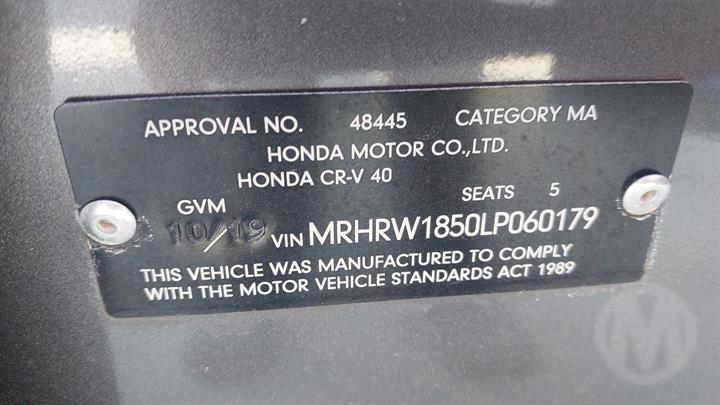 APPROVAL NO. 48445 CATEGORY MA
HONDA MOTOR CO.,LTD.
HONDA CR-V 40
GVM SEATS 5
10/19 VIN MRHRW1850LP060179
THIS VEHICLE WAS MANUFACTURED TO COMPLY
WITH THE MOTOR VEHICLE STANDARDS ACT 1989
M